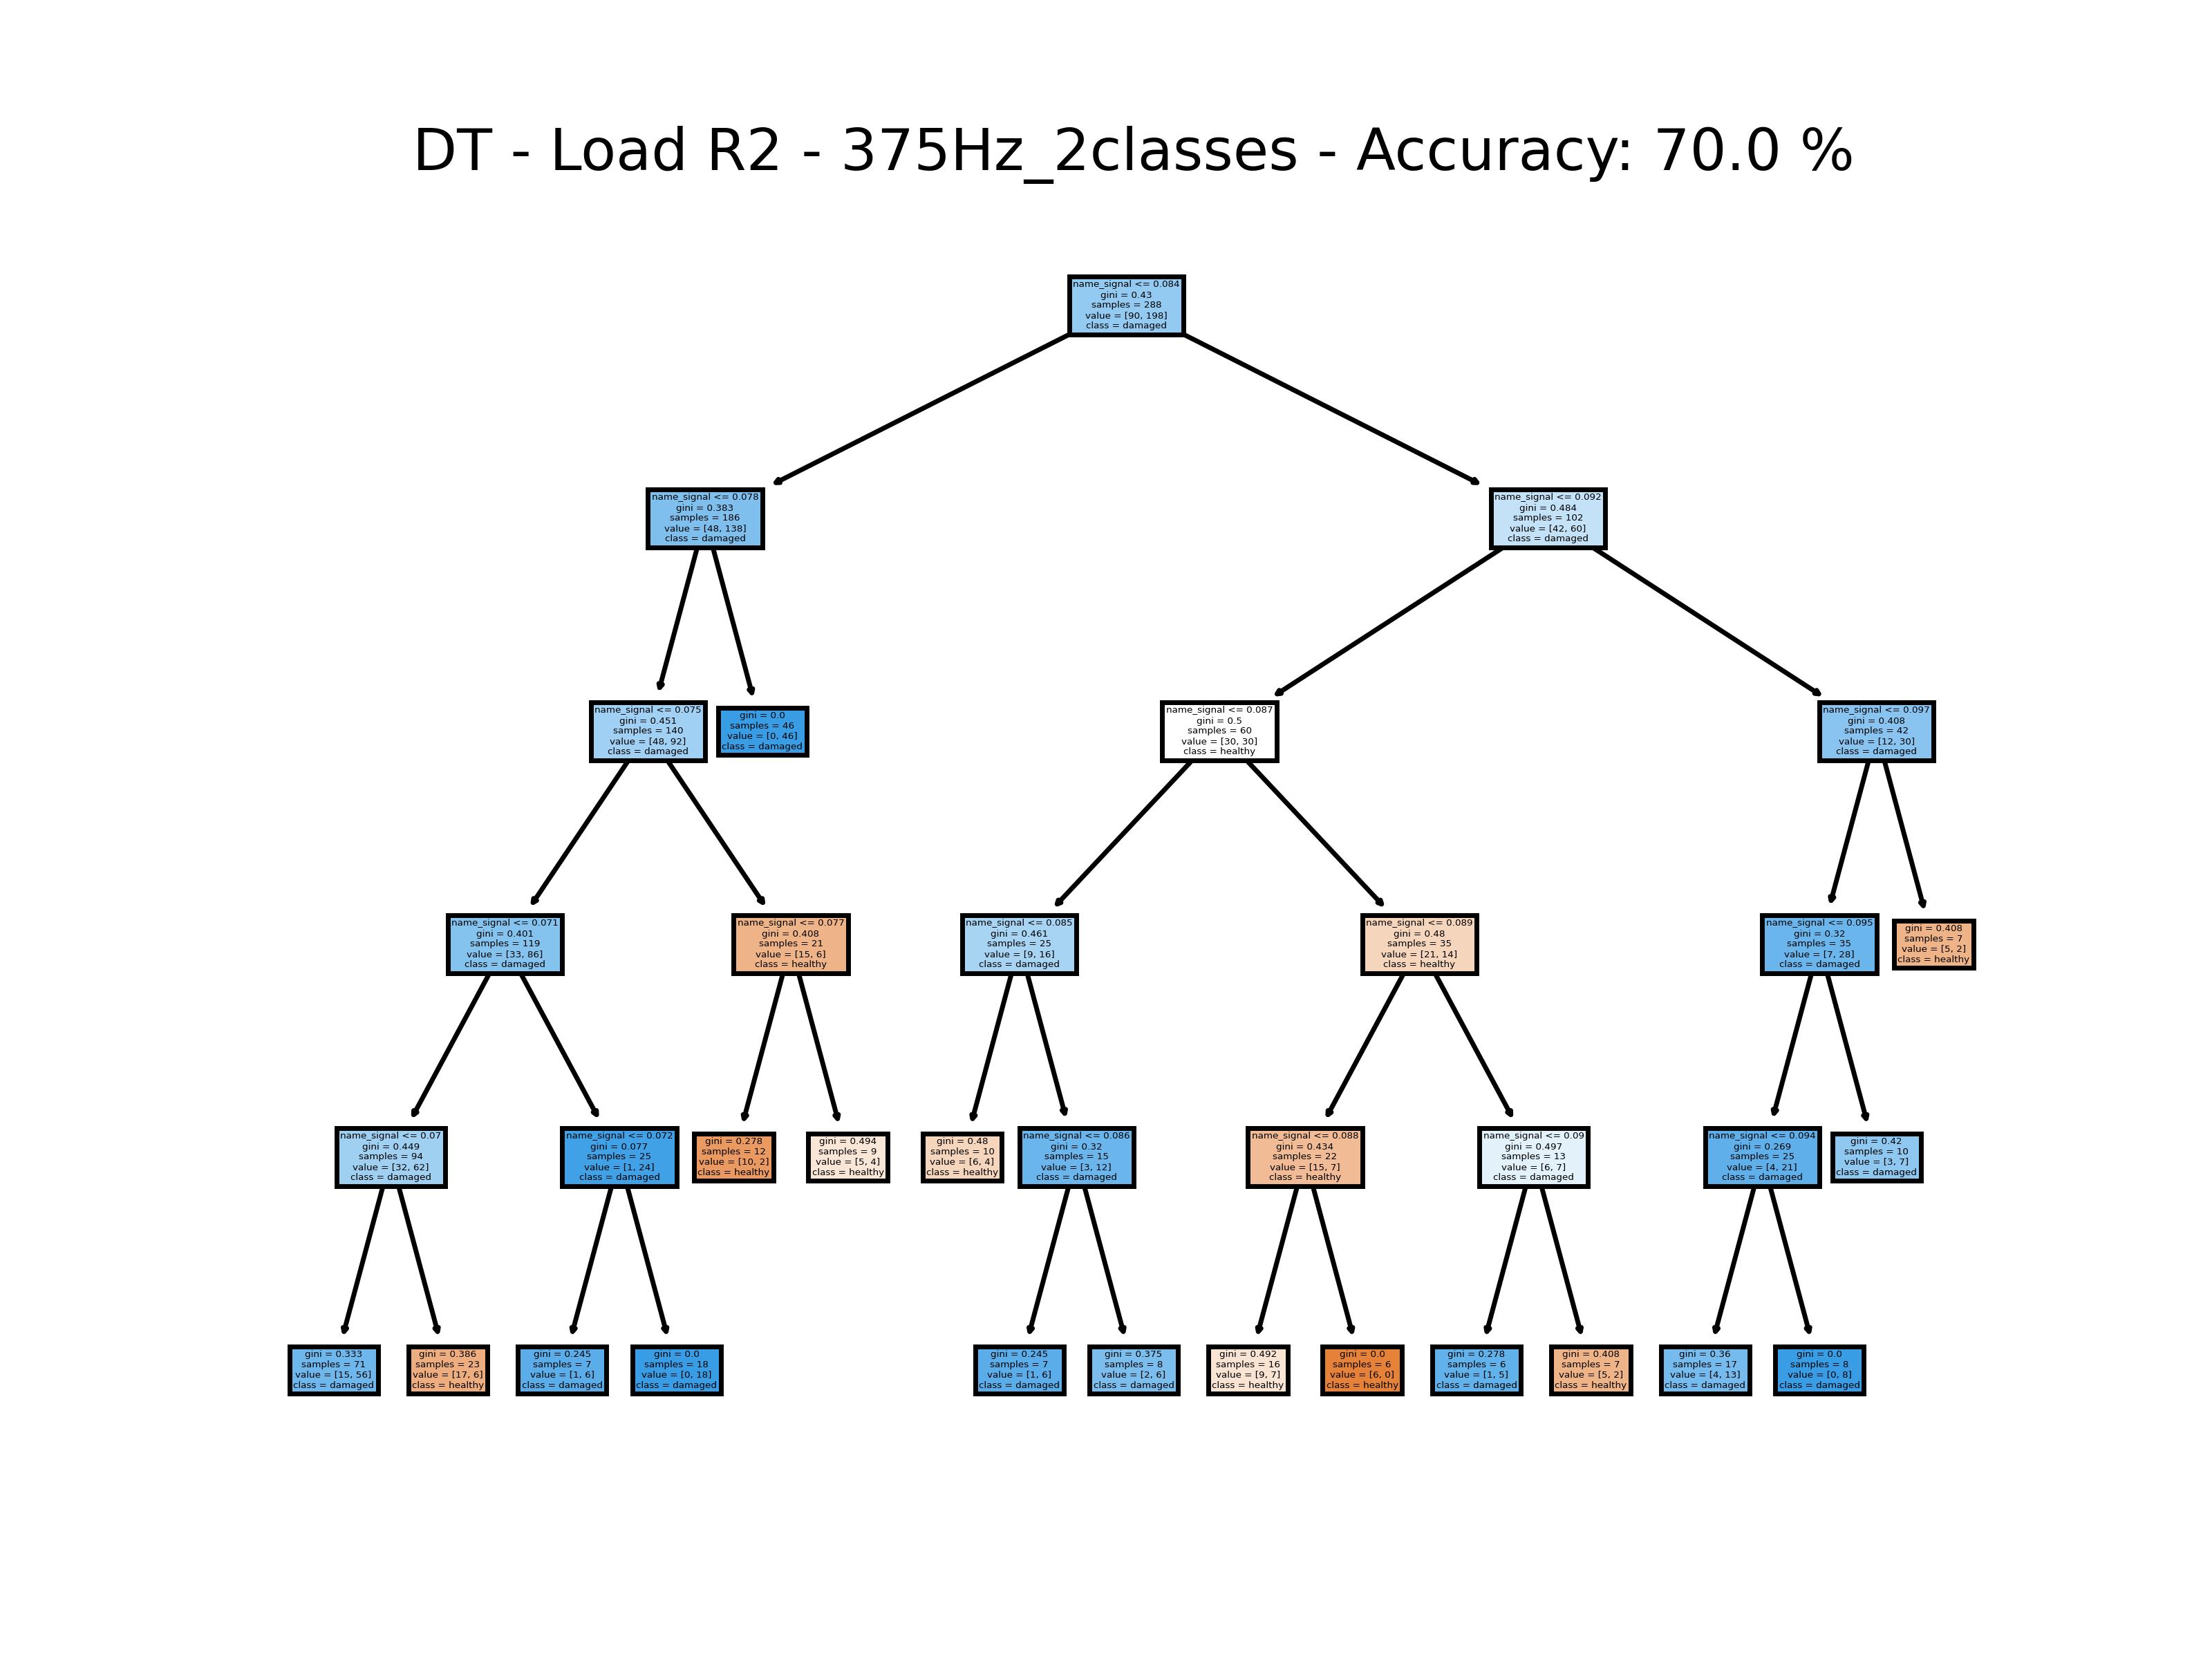 DT - Load R2 - 375Hz_2classes - Accuracy: 70.0 %
name_signal <= 0.084
gini = 0.43
samples = 288
value = [90, 198]
class = damaged
name_signal <= 0.078
gini = 0.383
samples = 186
value = [48, 138]
class = damaged
name_signal <= 0.092
gini = 0.484
samples = 102
value = [42, 60]
class = damaged
name_signal <= 0.075
gini = 0.451
samples = 140
value = [48, 92]
class = damaged
gini = 0.0
samples = 46
value = [0, 46]
class = damaged
name_signal <= 0.087
gini = 0.5
samples = 60
value = [30, 30]
class = healthy
name_signal <= 0.097
gini = 0.408
samples = 42
value = [12, 30]
class = damaged
name_signal <= 0.071
gini = 0.401
samples = 119
value = [33, 86]
class = damaged
name_signal <= 0.077
gini = 0.408
samples = 21
value = [15, 6]
class = healthy
name_signal <= 0.085
gini = 0.461
samples = 25
value = [9, 16]
class = damaged
name_signal <= 0.089
gini = 0.48
samples = 35
value = [21, 14]
class = healthy
name_signal <= 0.095
gini = 0.32
samples = 35
value = [7, 28]
class = damaged
gini = 0.408
samples = 7
value = [5, 2]
class = healthy
name_signal <= 0.07
gini = 0.449
samples = 94
value = [32, 62]
class = damaged
name_signal <= 0.072
gini = 0.077
samples = 25
value = [1, 24]
class = damaged
gini = 0.278
samples = 12
value = [10, 2]
class = healthy
gini = 0.494
samples = 9
value = [5, 4]
class = healthy
gini = 0.48
samples = 10
value = [6, 4]
class = healthy
name_signal <= 0.086
gini = 0.32
samples = 15
value = [3, 12]
class = damaged
name_signal <= 0.088
gini = 0.434
samples = 22
value = [15, 7]
class = healthy
name_signal <= 0.09
gini = 0.497
samples = 13
value = [6, 7]
class = damaged
name_signal <= 0.094
gini = 0.269
samples = 25
value = [4, 21]
class = damaged
gini = 0.42
samples = 10
value = [3, 7]
class = damaged
gini = 0.333
samples = 71
value = [15, 56]
class = damaged
gini = 0.386
samples = 23
value = [17, 6]
class = healthy
gini = 0.245
samples = 7
value = [1, 6]
class = damaged
gini = 0.0
samples = 18
value = [0, 18]
class = damaged
gini = 0.245
samples = 7
value = [1, 6]
class = damaged
gini = 0.375
samples = 8
value = [2, 6]
class = damaged
gini = 0.492
samples = 16
value = [9, 7]
class = healthy
gini = 0.0
samples = 6
value = [6, 0]
class = healthy
gini = 0.278
samples = 6
value = [1, 5]
class = damaged
gini = 0.408
samples = 7
value = [5, 2]
class = healthy
gini = 0.36
samples = 17
value = [4, 13]
class = damaged
gini = 0.0
samples = 8
value = [0, 8]
class = damaged